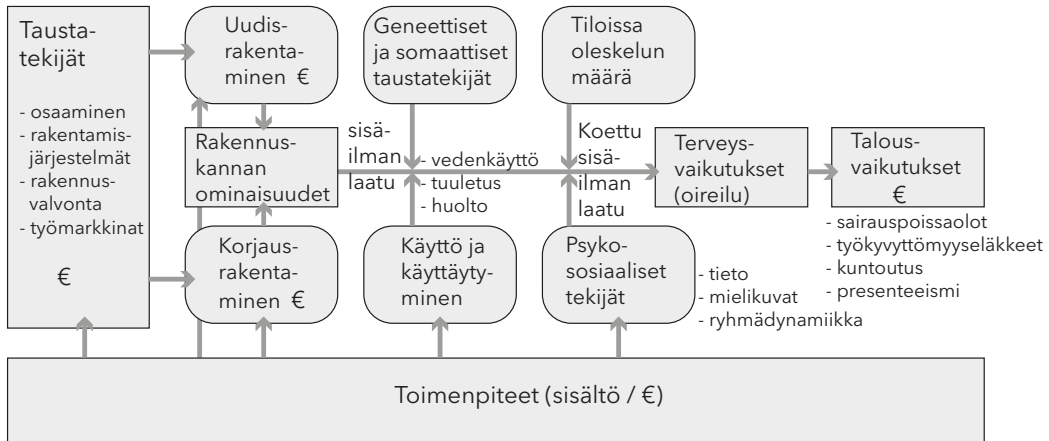 Tausta-
tekijät
- osaaminen
- rakentamis-
järjestelmät
- rakennus-
valvonta
- työmarkkinat
€
Uudis-
rakenta-
minen €
Geneettiset
ja somaattiset
taustatekijät
Tiloissa
oleskelun
määrä
Rakennus-
kannan
ominaisuudet
sisä-
ilman
laatu
- vedenkäyttö
- tuuletus
- huolto
Koettu
sisä-
ilman
laatu
Terveys-
vaikutukset
(oireilu)
Talous-
vaikutukset
€
- sairauspoissaolot
- työkyvyttömyyseläkkeet
- kuntoutus
- presenteeismi
Korjaus-
rakenta-
minen €
Käyttö ja
käyttäyty-
minen
Psyko-
sosiaaliset
tekijät
- tieto
- mielikuvat
- ryhmädynamiikka
Toimenpiteet (sisältö / €)